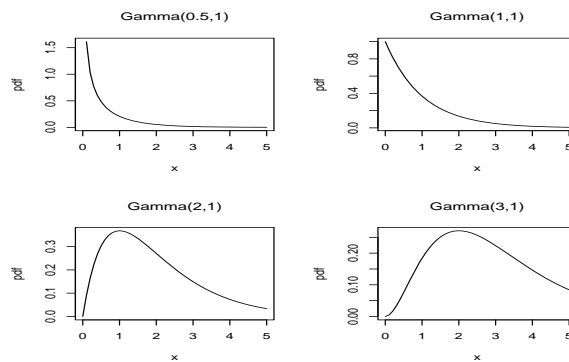 Gamma(0.5,1)
pdf
1.5
1.0
0.5
0.0
0 1 2 3 4 5
x
Gamma(1,1)
pdf
0.8
0.4
0.0
0 1 2 3 4 5
x
Gamma(2,1)
pdf
0.3
0.2
0.1
0.0
0 1 2 3 4 5
x
Gamma(3,1)
pdf
0.20
0.10
0.00
0 1 2 3 4 5
x